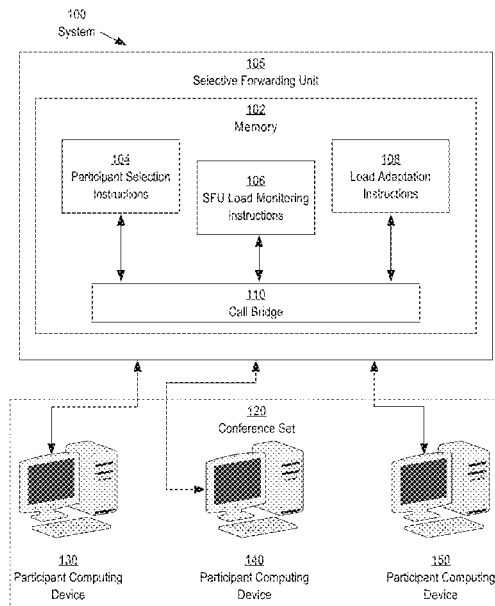 100
System
105
Selective Forwarding Unit
102
Memory
104
Participant Selection
Instructions
106
SFU Load Monitoring
Instructions
108
Load Adaptation
Instructions
110
Call Bridge
120
Conference Set
130
Participant Computing
Device
140
Participant Computing
Device
150
Participant Computing
Device